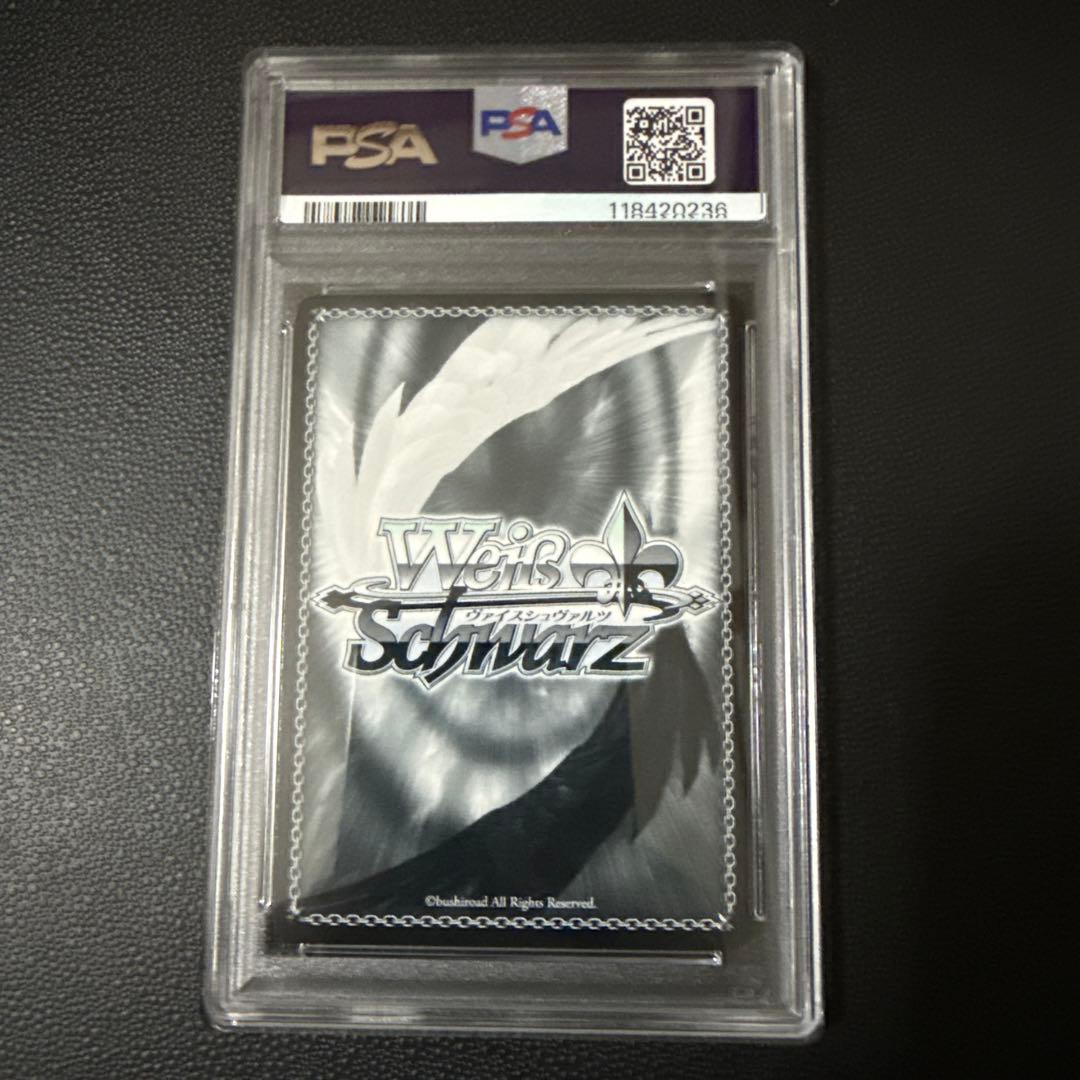 PSA
PSA
118420236
Weiß
ヴァイスシュヴァルツ
Schwarz
©bushiroad All Rights Reserved.